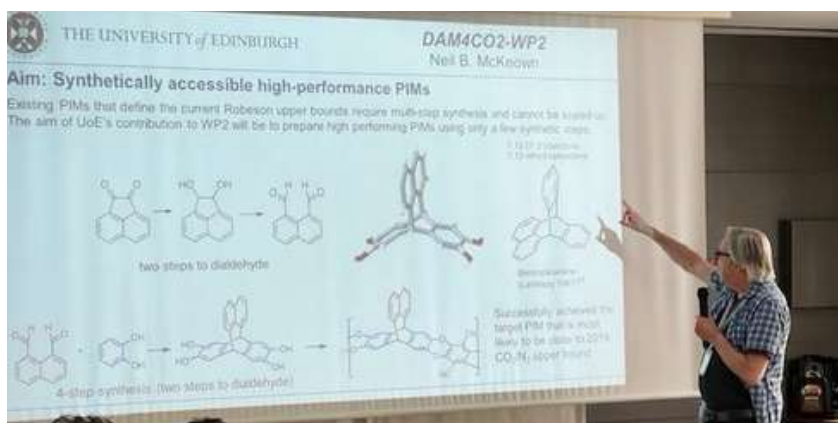 THE UNIVERSITY of EDINBURGH
DAM4CO2-WP2
Neil B. McKeown
Aim: Synthetically accessible high-performance PIMs
Existing PIMs that define the current Robeson upper bounds require multi-step synthesis and cannot be scaled-up.
The aim of UoE's contribution to WP2 will be to prepare high performing PIMs using only a few synthetic steps.
two steps to dialdehyde
Successfully achieved the
target PIM that is most
likely to be close to 2019
CO2/N2 upper bound
4-step synthesis (two steps to dialdehyde)